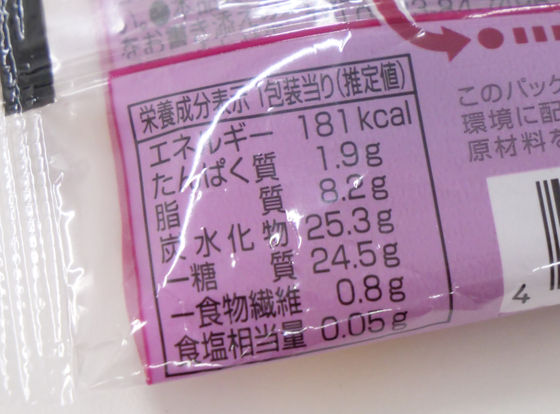 栄養成分表示 1包装当り(推定値)
エネルギー 181kcal
たんぱく質 1.9g
脂質 8.2g
炭水化物 25.3g
－糖質 24.5g
－食物繊維 0.8g
食塩相当量 0.05g
このパッケ
環境に配
原材料を
4